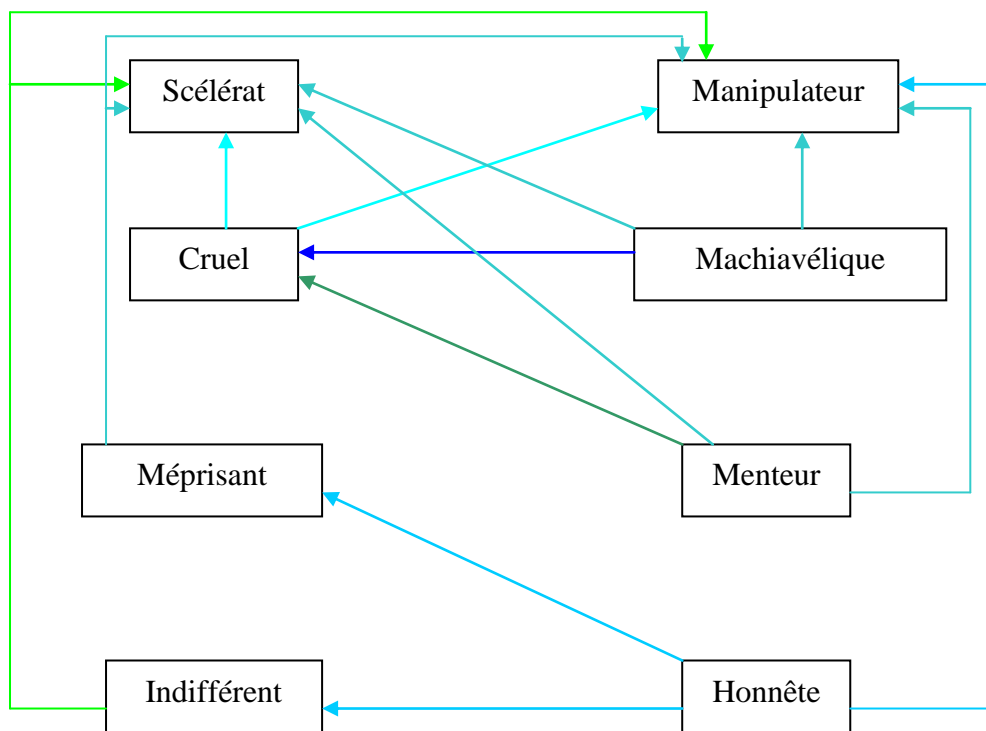 Scélérat
Manipulateur
Cruel
Machiavélique
Méprisant
Menteur
Indifférent
Honnête